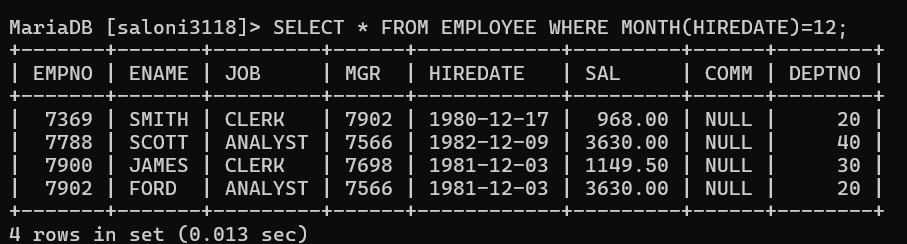 MariaDB [saloni3118]> SELECT * FROM EMPLOYEE WHERE MONTH(HIREDATE)=12;
+-------+-------+---------+------+------------+---------+------+--------+
| EMPNO | ENAME | JOB     | MGR  | HIREDATE   | SAL     | COMM | DEPTNO |
+-------+-------+---------+------+------------+---------+------+--------+
|  7369 | SMITH | CLERK   | 7902 | 1980-12-17 |  968.00 | NULL |     20 |
|  7788 | SCOTT | ANALYST | 7566 | 1982-12-09 | 3630.00 | NULL |     40 |
|  7900 | JAMES | CLERK   | 7698 | 1981-12-03 | 1149.50 | NULL |     30 |
|  7902 | FORD  | ANALYST | 7566 | 1981-12-03 | 3630.00 | NULL |     20 |
+-------+-------+---------+------+------------+---------+------+--------+
4 rows in set (0.013 sec)